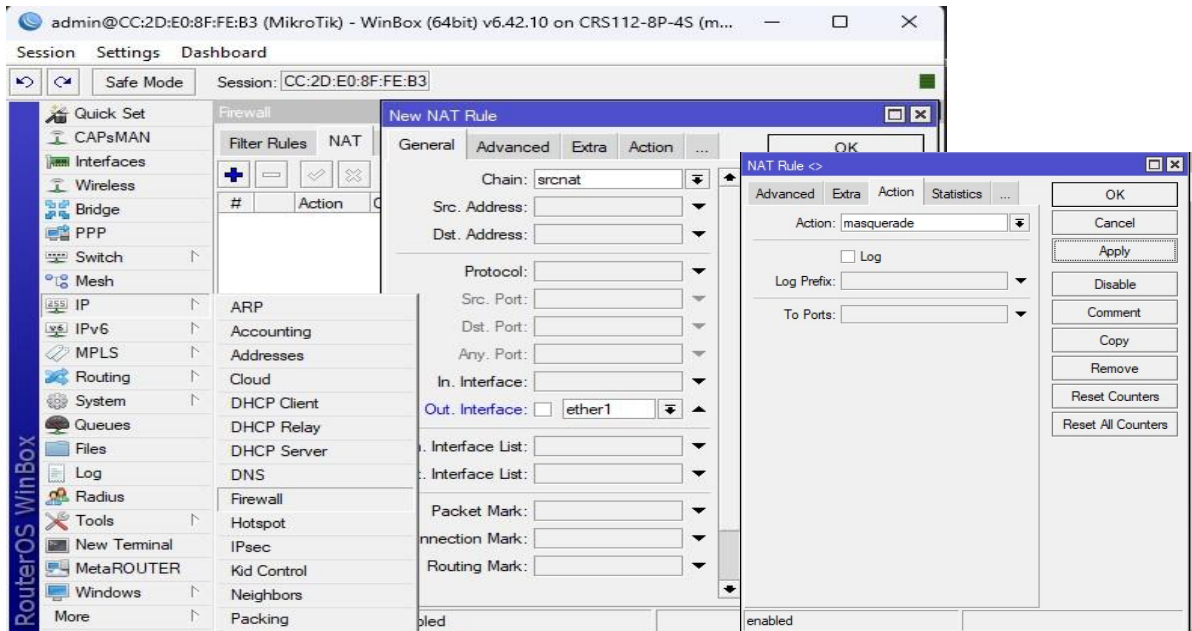 admin@CC:2D:E0:8F:FE:B3 (MikroTik) - WinBox (64bit) v6.42.10 on CRS112-8P-4S (m...
Session Settings Dashboard
Safe Mode Session: CC:2D:E0:8F:FE:B3
Quick Set
CAPsMAN
Interfaces
Wireless
Bridge
PPP
Switch
Mesh
IP
IPv6
MPLS
Routing
System
Queues
Files
Log
Radius
Tools
New Terminal
MetaROUTER
Windows
More
RouterOS WinBox
Firewall
Filter Rules NAT
# Action
ARP
Accounting
Addresses
Cloud
DHCP Client
DHCP Relay
DHCP Server
DNS
Firewall
Hotspot
IPsec
Kid Control
Neighbors
Packing
New NAT Rule
General Advanced Extra Action ...
OK
Chain: srcnat
Src. Address:
Dst. Address:
Protocol:
Src. Port:
Dst. Port:
Any. Port:
In. Interface:
Out. Interface: ether1
. Interface List:
. Interface List:
Packet Mark:
nnection Mark:
Routing Mark:
bled
NAT Rule <>
Advanced Extra Action Statistics ...
Action: masquerade
Log
Log Prefix:
To Ports:
OK
Cancel
Apply
Disable
Comment
Copy
Remove
Reset Counters
Reset All Counters
enabled